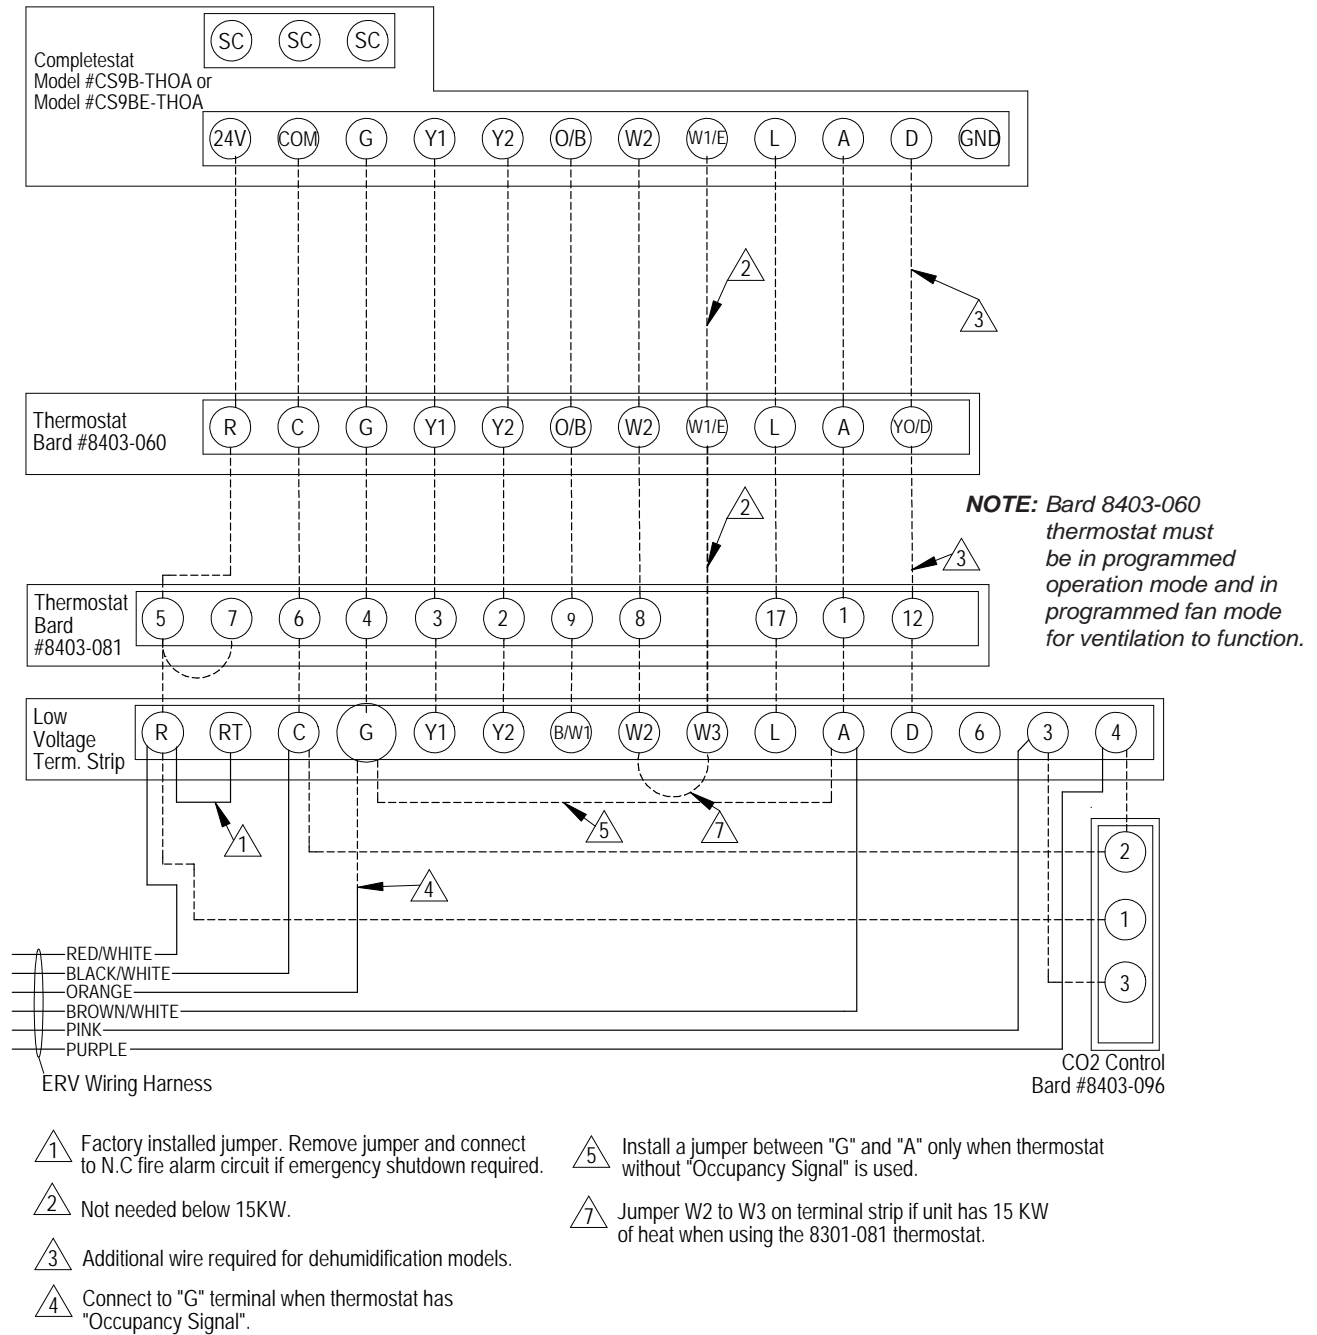 SC SC SC
Completestat
Model #CS9B-THOA or
Model #CS9BE-THOA
24V COM G Y1 Y2 O/B W2 W1/E L A D GND
2
3
Thermostat
Bard #8403-060
R C G Y1 Y2 O/B W2 W1/E L A YO/D
2
3
NOTE: Bard 8403-060
thermostat must
be in programmed
operation mode and in
programmed fan mode
for ventilation to function.
Thermostat
Bard
#8403-081
5 7 6 4 3 2 9 8 17 1 12
Low
Voltage
Term. Strip
R RT C G Y1 Y2 B/W1 W2 W3 L A D 6 3 4
1
5
7
4
2
1
3
RED/WHITE
BLACK/WHITE
ORANGE
BROWN/WHITE
PINK
PURPLE
ERV Wiring Harness
CO2 Control
Bard #8403-096
1 Factory installed jumper. Remove jumper and connect
to N.C fire alarm circuit if emergency shutdown required.
2 Not needed below 15KW.
3 Additional wire required for dehumidification models.
4 Connect to "G" terminal when thermostat has
"Occupancy Signal".
5 Install a jumper between "G" and "A" only when thermostat
without "Occupancy Signal" is used.
7 Jumper W2 to W3 on terminal strip if unit has 15 KW
of heat when using the 8301-081 thermostat.